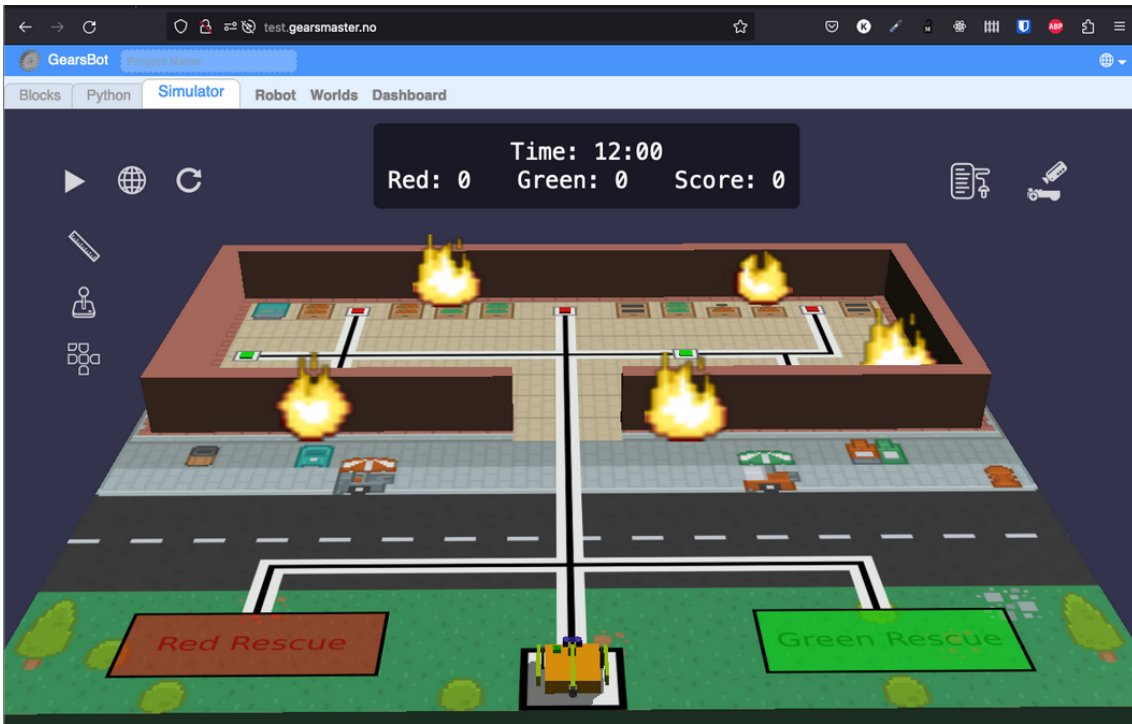 test.gearsmaster.no
GearsBot Project Name
Blocks Python Simulator Robot Worlds Dashboard
Time: 12:00
Red: 0 Green: 0 Score: 0
Red Rescue
Green Rescue
K
M
ABP